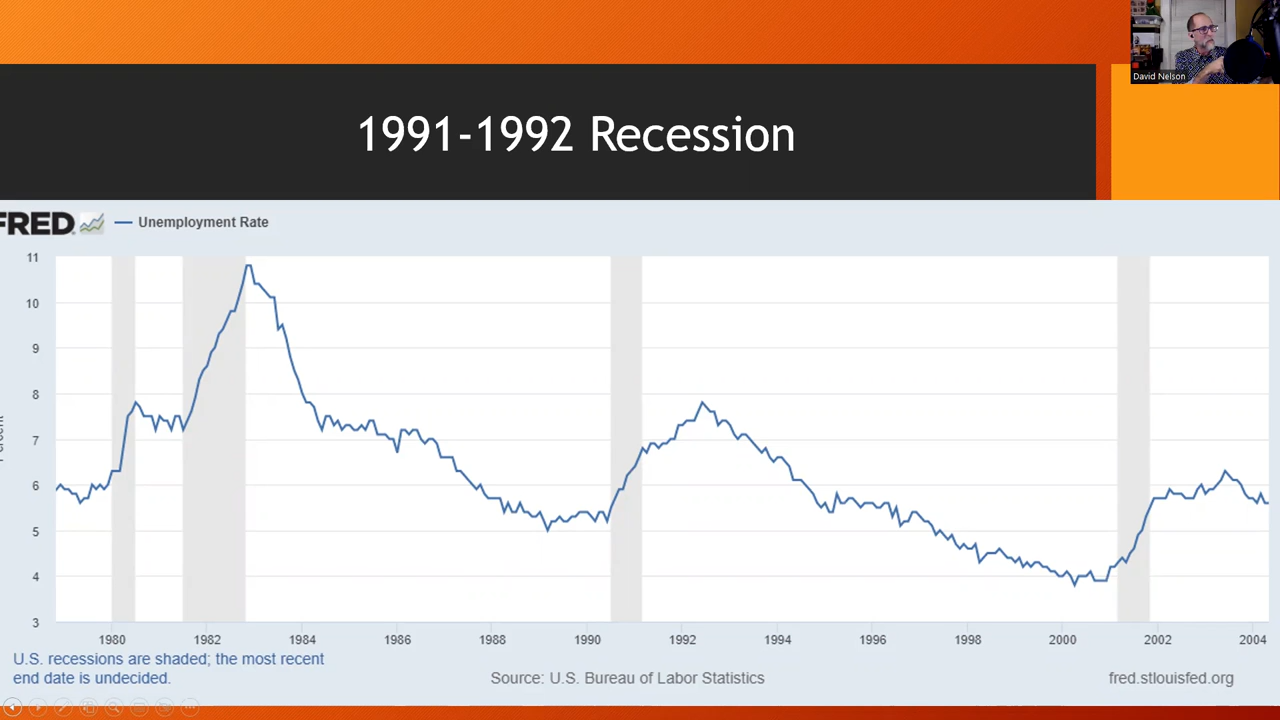 David Nelson
1991-1992 Recession
FRED
Unemployment Rate
11
10
9
8
7
6
5
4
3
Percent
1980
1982
1984
1986
1988
1990
1992
1994
1996
1998
2000
2002
2004
U.S. recessions are shaded; the most recent
end date is undecided.
Source: U.S. Bureau of Labor Statistics
fred.stlouisfed.org